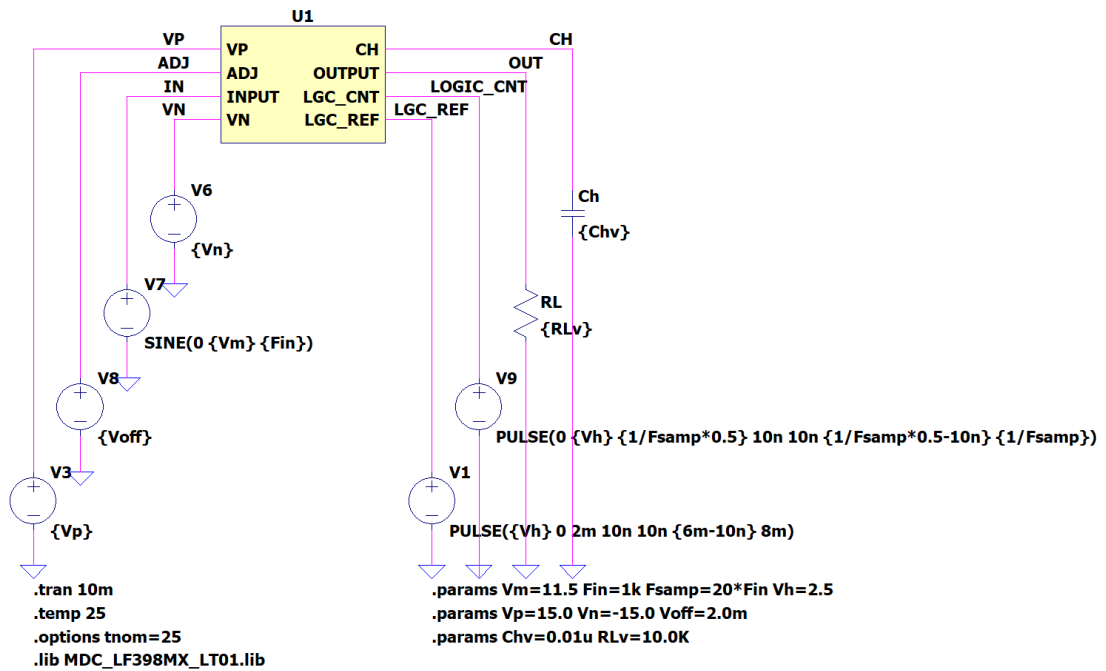 U1
VP
VP
CH
CH
ADJ
ADJ
OUTPUT
OUT
IN
INPUT
LGC_CNT
LOGIC_CNT
VN
VN
LGC_REF
LGC_REF
V6
{Vn}
Ch
{Chv}
V7
SINE(0 {Vm} {Fin})
RL
{RLv}
V8
{Voff}
V9
PULSE(0 {Vh} {1/Fsamp*0.5} 10n 10n {1/Fsamp*0.5-10n} {1/Fsamp})
V3
{Vp}
V1
PULSE({Vh} 0 2m 10n 10n {6m-10n} 8m)
.tran 10m
.temp 25
.options tnom=25
.lib MDC_LF398MX_LT01.lib
.params Vm=11.5 Fin=1k Fsamp=20*Fin Vh=2.5
.params Vp=15.0 Vn=-15.0 Voff=2.0m
.params Chv=0.01u RLv=10.0K